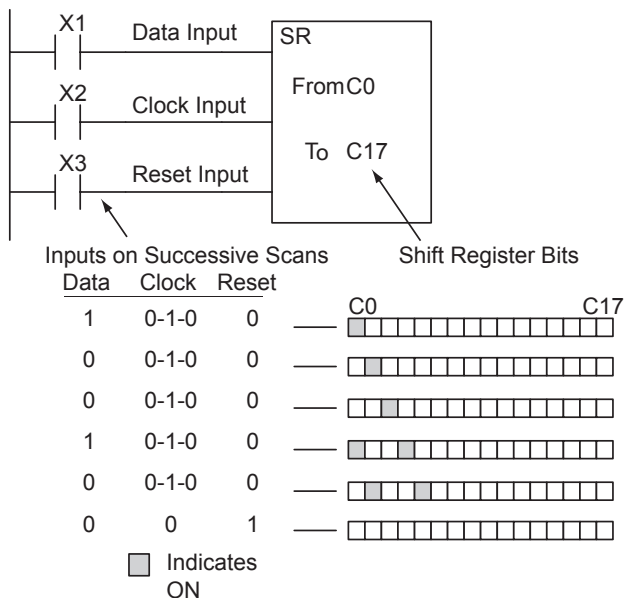 X1
Data Input
SR
X2
Clock Input
From C0
X3
Reset Input
To C17
Inputs on Successive Scans
Shift Register Bits
Data Clock Reset
C0 C17
1 0-1-0 0
0 0-1-0 0
0 0-1-0 0
1 0-1-0 0
0 0-1-0 0
0 0 1
Indicates
ON